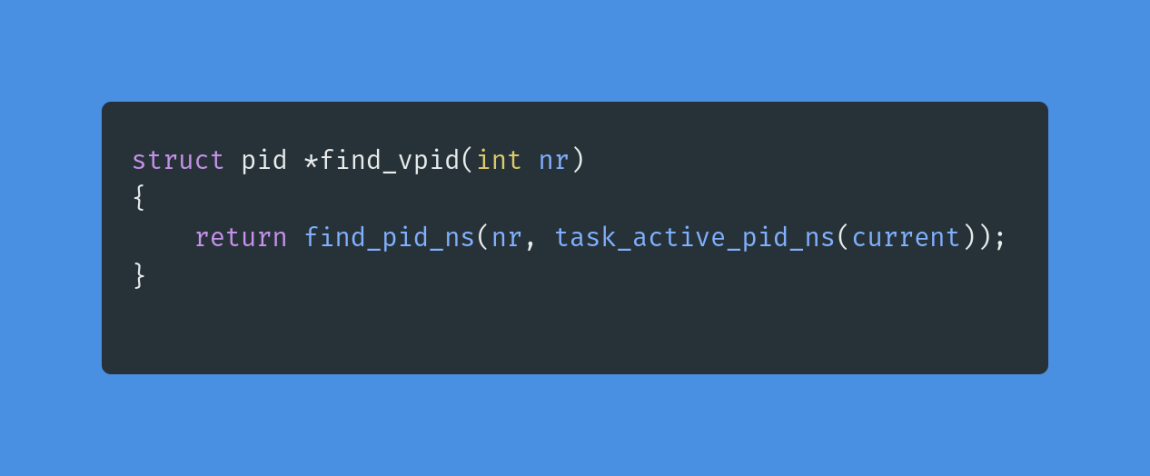 struct pid *find_vpid(int nr)
{
    return find_pid_ns(nr, task_active_pid_ns(current));
}